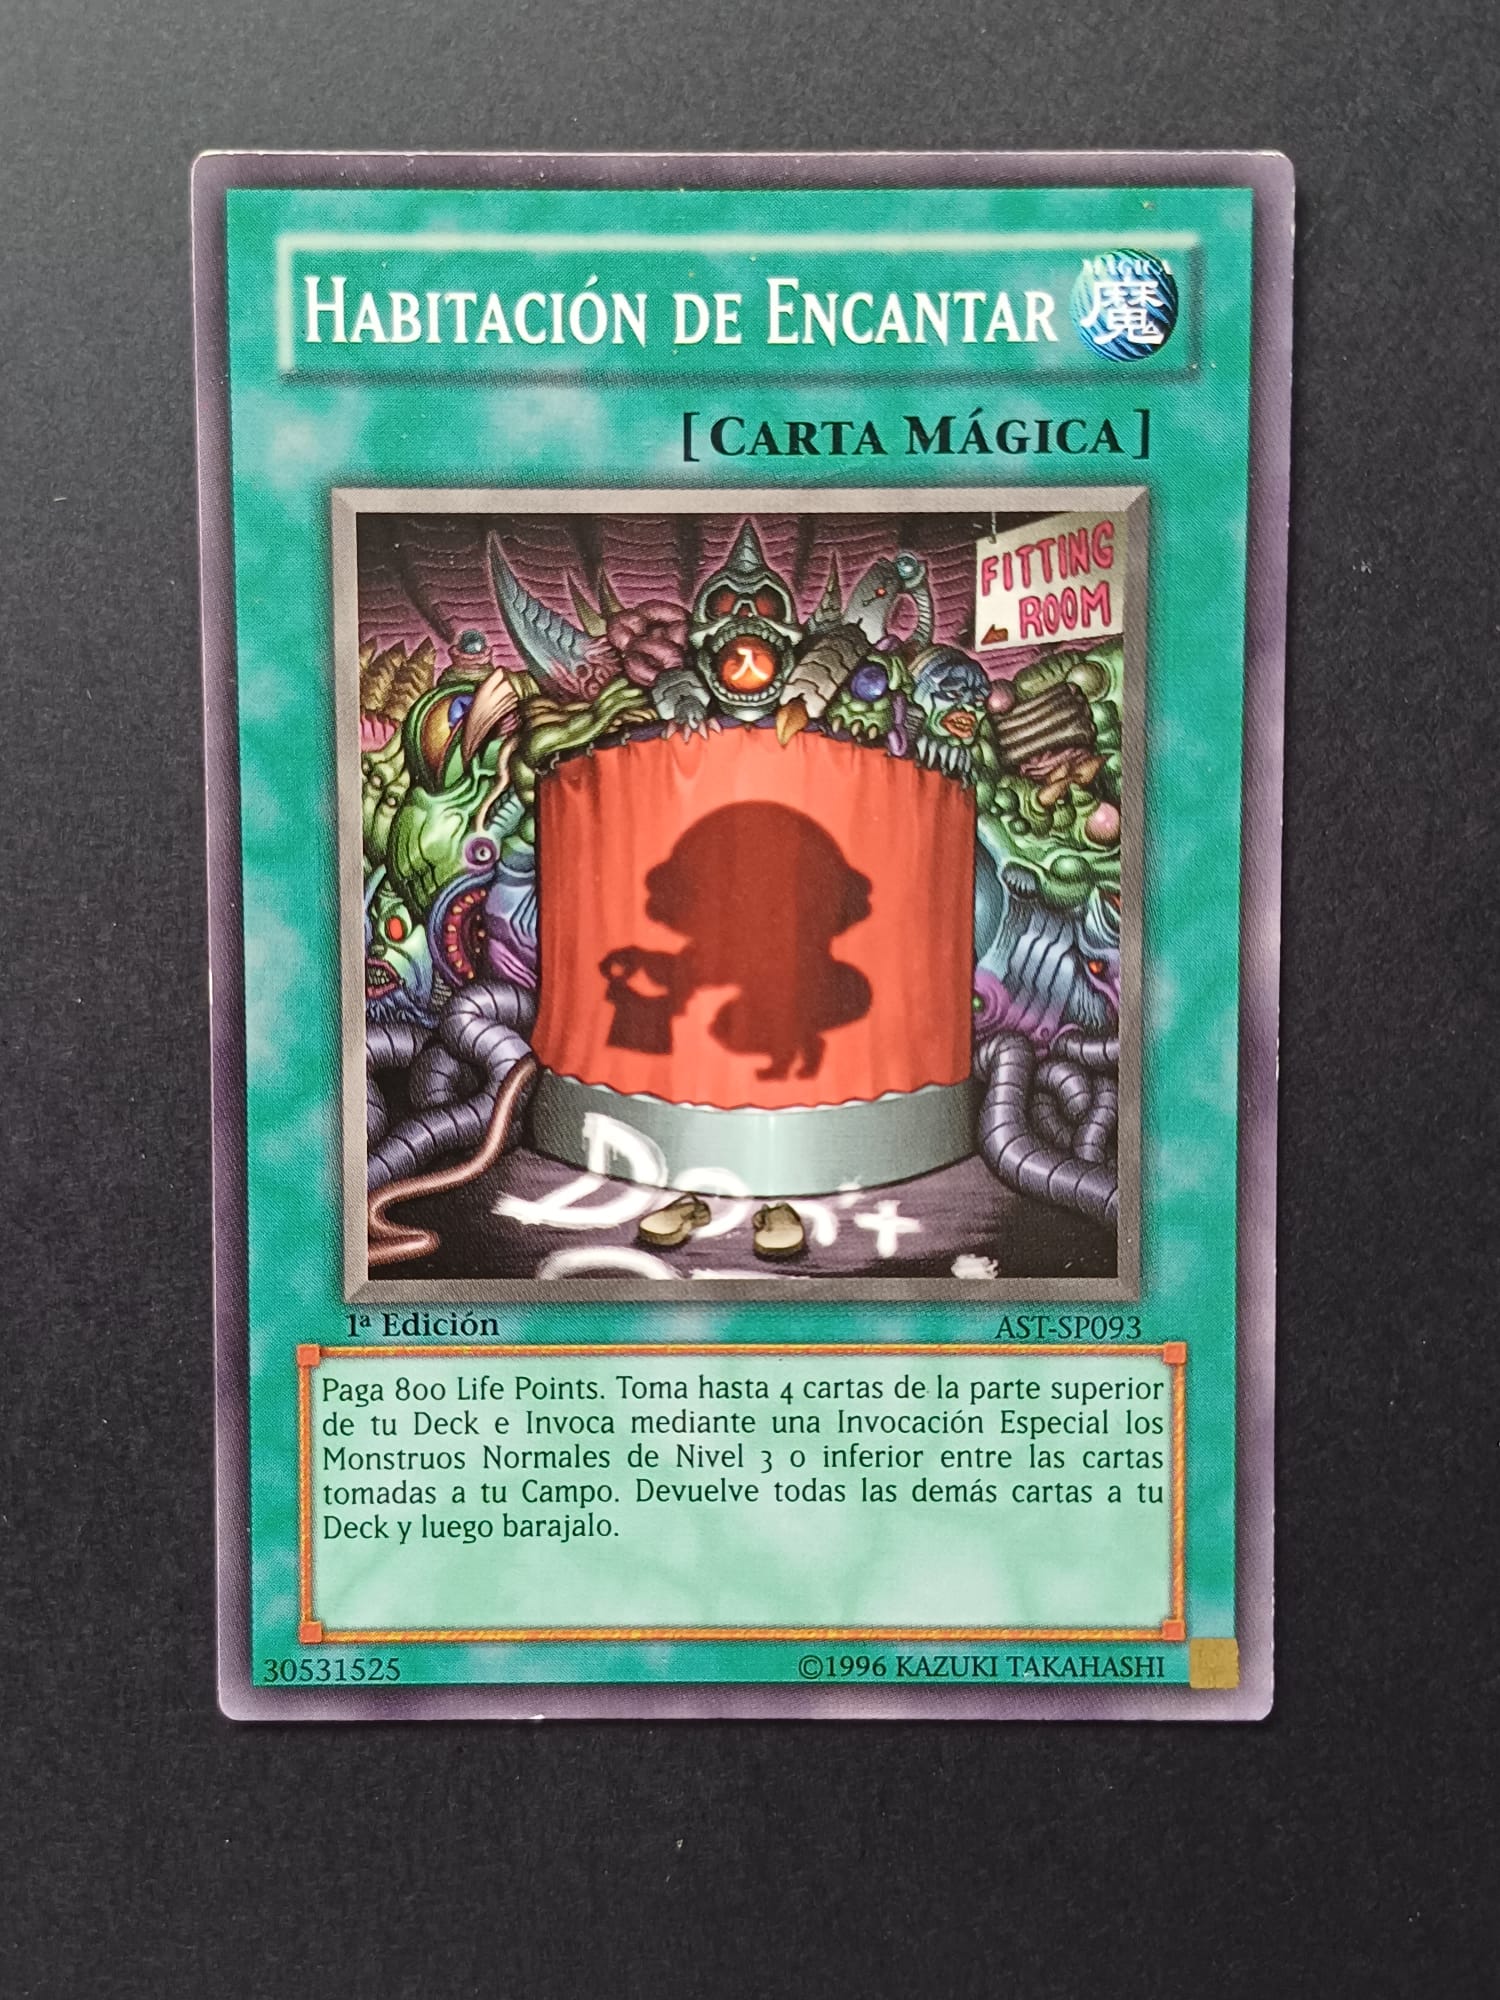 HABITACIÓN DE ENCANTAR
MÁGICA
魔
[CARTA MÁGICA]
FITTING
ROOM
入
Don't
1ª Edición
AST-SP093
Paga 800 Life Points. Toma hasta 4 cartas de la parte superior
de tu Deck e Invoca mediante una Invocación Especial los
Monstruos Normales de Nivel 3 o inferior entre las cartas
tomadas a tu Campo. Devuelve todas las demás cartas a tu
Deck y luego barajalo.
30531525
©1996 KAZUKI TAKAHASHI